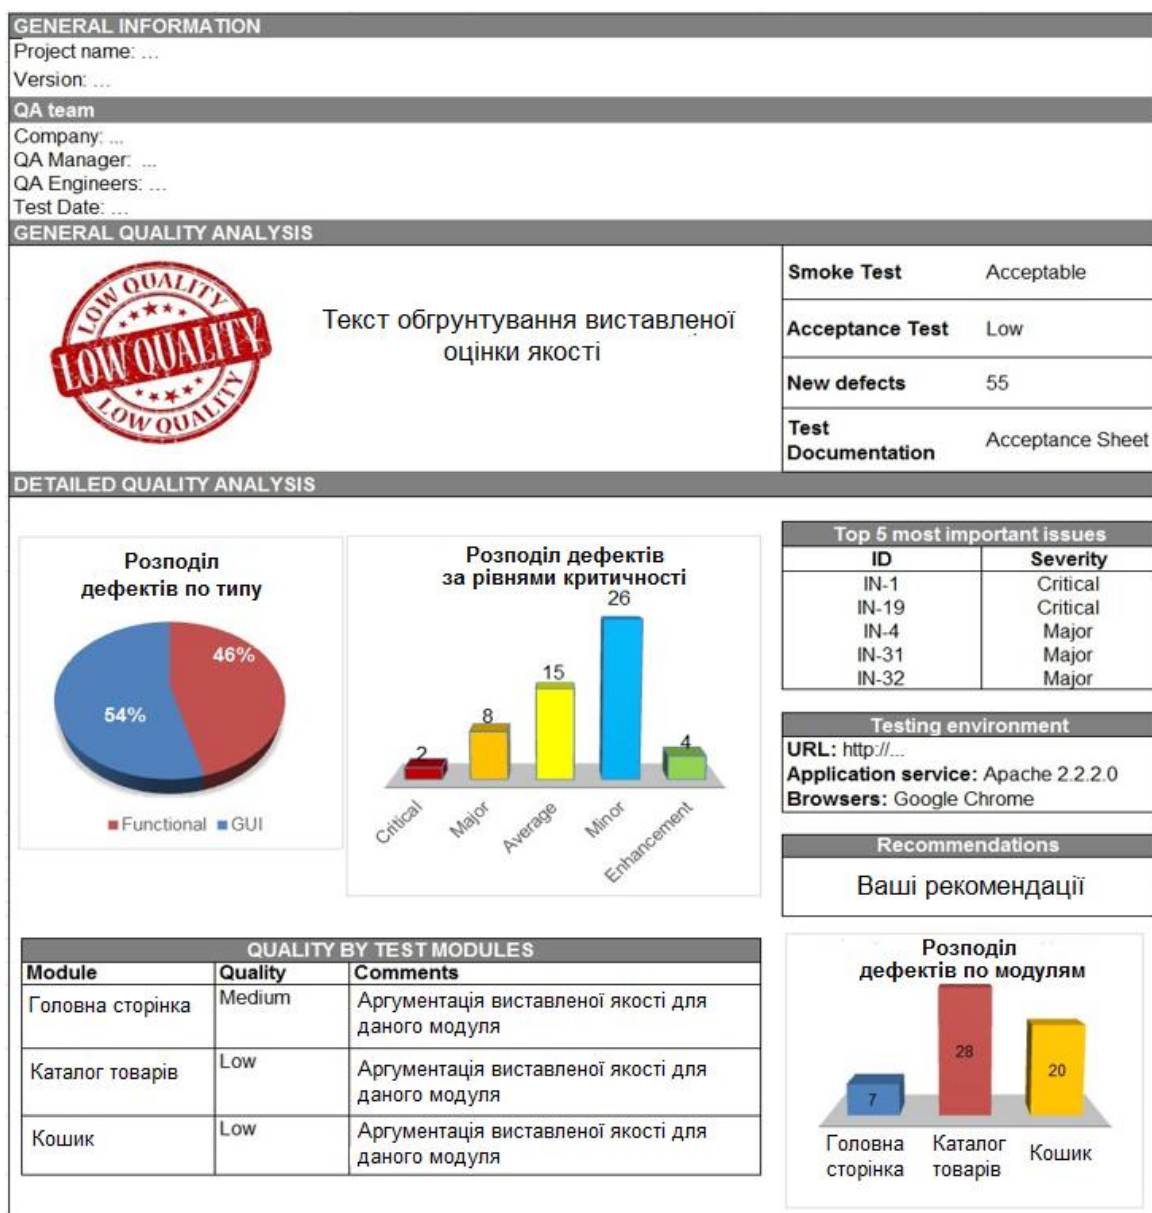 GENERAL INFORMATION
Project name: ...
Version: ...
QA team
Company: ...
QA Manager: ...
QA Engineers: ...
Test Date: ...
GENERAL QUALITY ANALYSIS
LOW QUALITY
LOW QUALITY
LOW QUALITY
Текст обгрунтування виставленої
оцінки якості
Smoke Test Acceptable
Acceptance Test Low
New defects 55
Test
Documentation Acceptance Sheet
DETAILED QUALITY ANALYSIS
Розподіл
дефектів по типу
46%
54%
Functional GUI
Розподіл дефектів
за рівнями критичності
26
15
8
2
4
Critical
Major
Average
Minor
Enhancement
Top 5 most important issues
ID Severity
IN-1 Critical
IN-19 Critical
IN-4 Major
IN-31 Major
IN-32 Major
Testing environment
URL: http://...
Application service: Apache 2.2.2.0
Browsers: Google Chrome
Recommendations
Ваші рекомендації
QUALITY BY TEST MODULES
Module Quality Comments
Головна сторінка Medium Аргументація виставленої якості для
даного модуля
Каталог товарів Low Аргументація виставленої якості для
даного модуля
Кошик Low Аргументація виставленої якості для
даного модуля
Розподіл
дефектів по модулям
28
20
7
Головна
сторінка
Каталог
товарів
Кошик